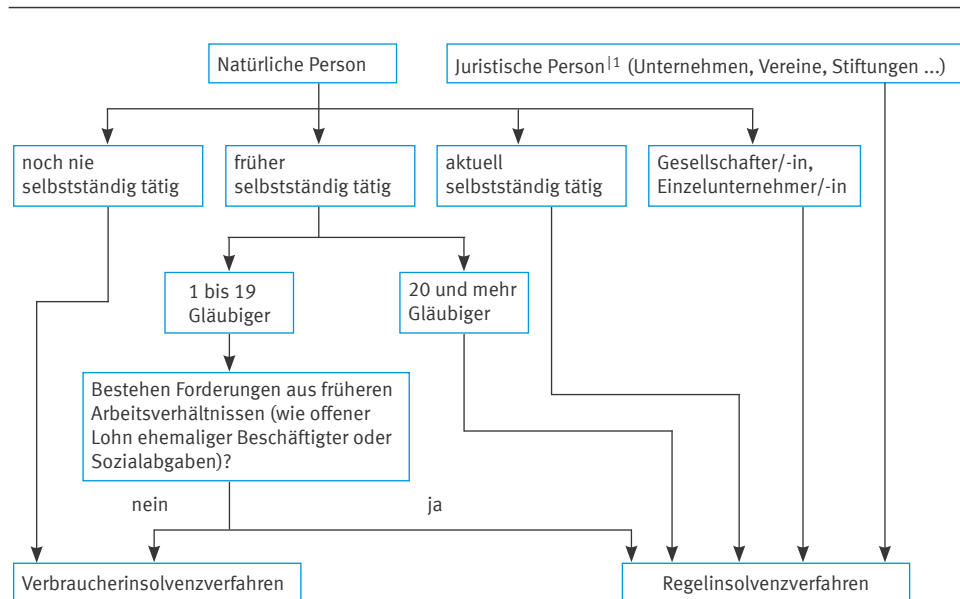 Natürliche Person
Juristische Person|1 (Unternehmen, Vereine, Stiftungen ...)
noch nie
selbstständig tätig
früher
selbstständig tätig
aktuell
selbstständig tätig
Gesellschafter/-in,
Einzelunternehmer/-in
1 bis 19
Gläubiger
20 und mehr
Gläubiger
Bestehen Forderungen aus früheren
Arbeitsverhältnissen (wie offener
Lohn ehemaliger Beschäftigter oder
Sozialabgaben)?
nein
ja
Verbraucherinsolvenzverfahren
Regelinsolvenzverfahren